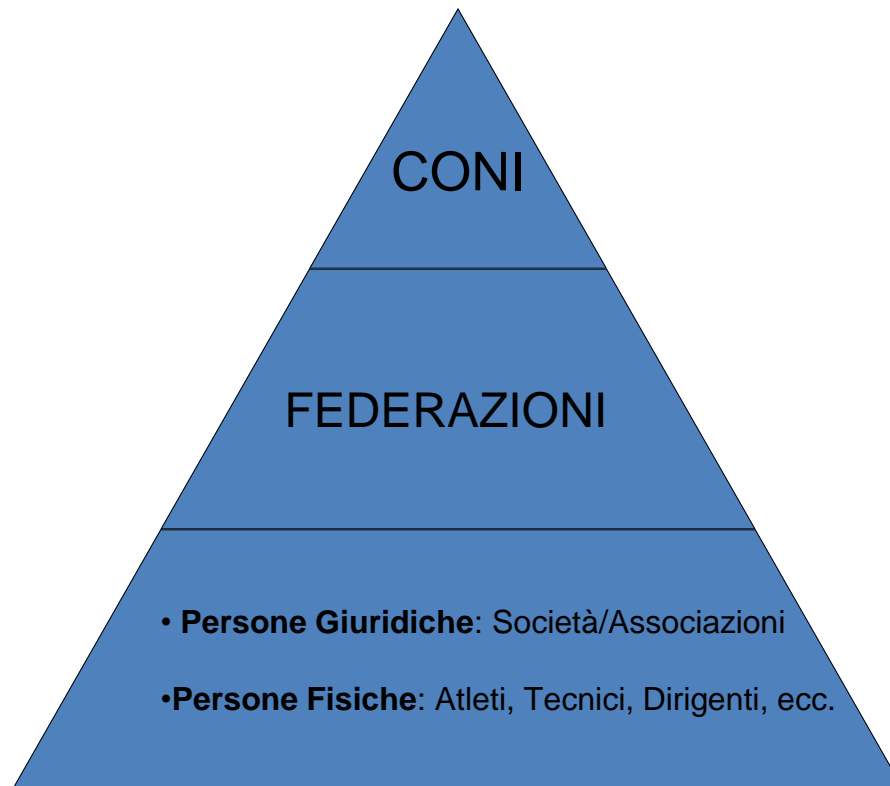 CONI
FEDERAZIONI
• Persone Giuridiche: Società/Associazioni
•Persone Fisiche: Atleti, Tecnici, Dirigenti, ecc.